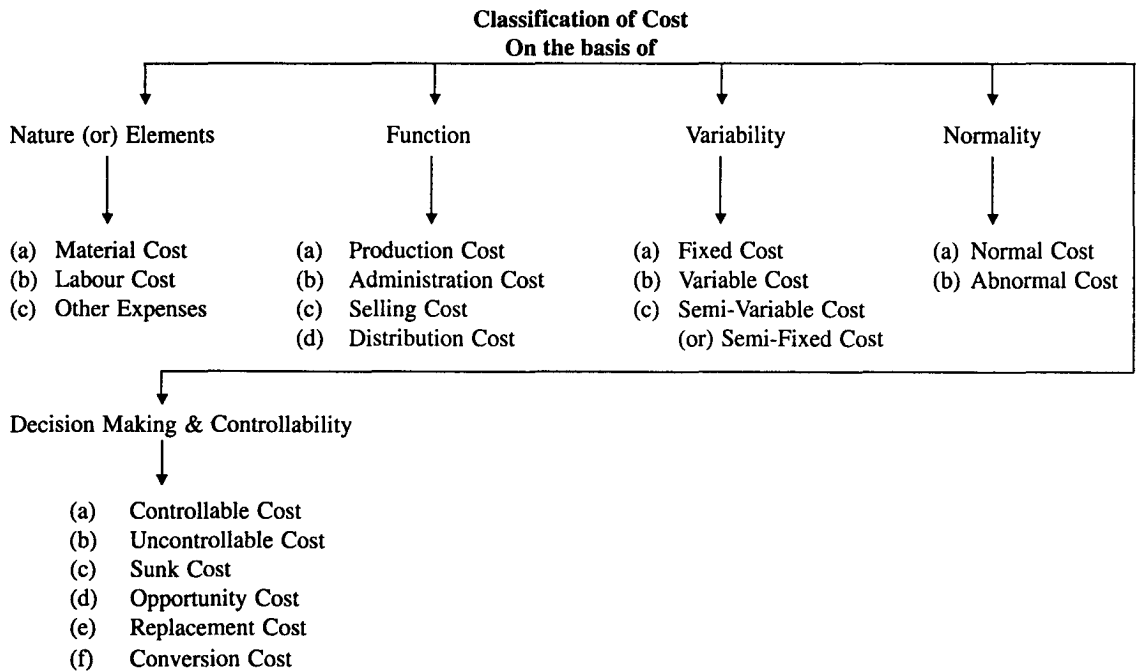 Classification of Cost
On the basis of
Nature (or) Elements
(a) Material Cost
(b) Labour Cost
(c) Other Expenses
Function
(a) Production Cost
(b) Administration Cost
(c) Selling Cost
(d) Distribution Cost
Variability
(a) Fixed Cost
(b) Variable Cost
(c) Semi-Variable Cost
(or) Semi-Fixed Cost
Normality
(a) Normal Cost
(b) Abnormal Cost
Decision Making & Controllability
(a) Controllable Cost
(b) Uncontrollable Cost
(c) Sunk Cost
(d) Opportunity Cost
(e) Replacement Cost
(f) Conversion Cost